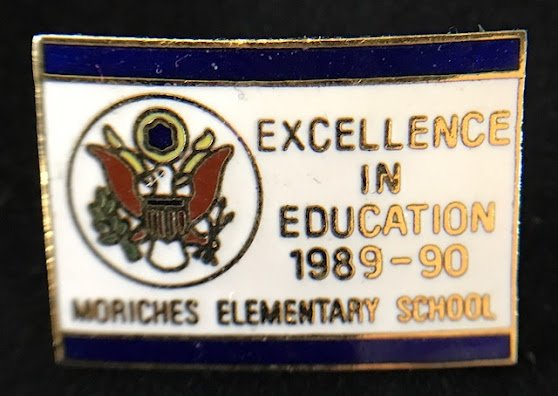 EXCELLENCE
IN
EDUCATION
1989-90
MORICHES ELEMENTARY SCHOOL